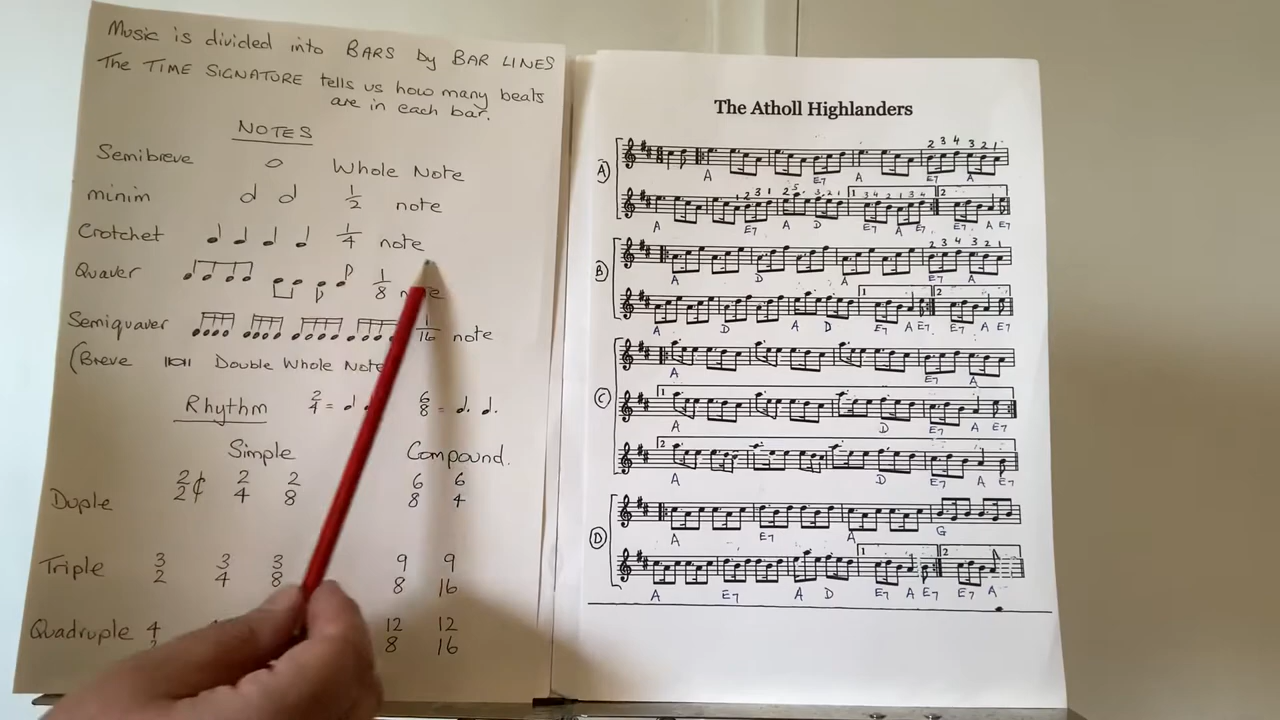 Music is divided into BARS by BAR LINES
The TIME SIGNATURE tells us how many beats
are in each bar.
NOTES
Semibreve Whole Note
minim 1/2 note
Crotchet 1/4 note
Quaver 1/8 note
Semiquaver 1/16 note
(Breve Double Whole Note
Rhythm 2/4 = 6/8 =
Simple Compound.
Duple 2/2 ¢ 2/4 2/8 6/8 6/4
Triple 3/2 3/4 3/8 9/8 9/16
Quadruple 4 12/8 12/16
The Atholl Highlanders
2 3 4 3 2 1
A)
A E7 A E7 A
1 2
A E7 A D E7 A E7 E7 A E7
2 3 4 3 2 1
B
A D A E7 A
1 2
A D A D E7 A E7 E7 A E7
A E7 A
C
1
A D E7 A E7
2
A D E7 A E7
A E7 A G
D
1 2
A E7 A D E7 A E7 E7 A